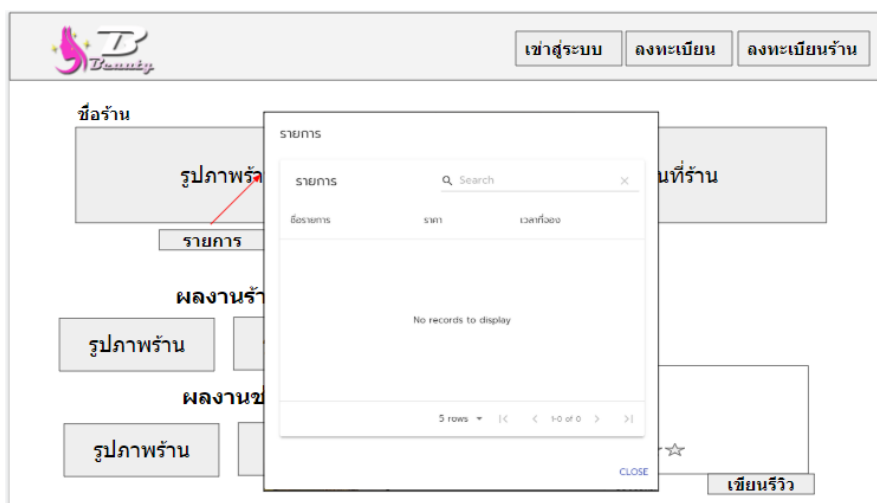 B
Beauty
เข้าสู่ระบบ
ลงทะเบียน
ลงทะเบียนร้าน
ชื่อร้าน
รูปภาพร้า
นที่ร้าน
รายการ
รายการ
รายการ
Search
ชื่อรายการ
ราคา
เวลาที่จอง
No records to display
5 rows
1-0 of 0
CLOSE
ผลงานร้า
รูปภาพร้าน
ผลงานช
รูปภาพร้าน
เขียนรีวิว